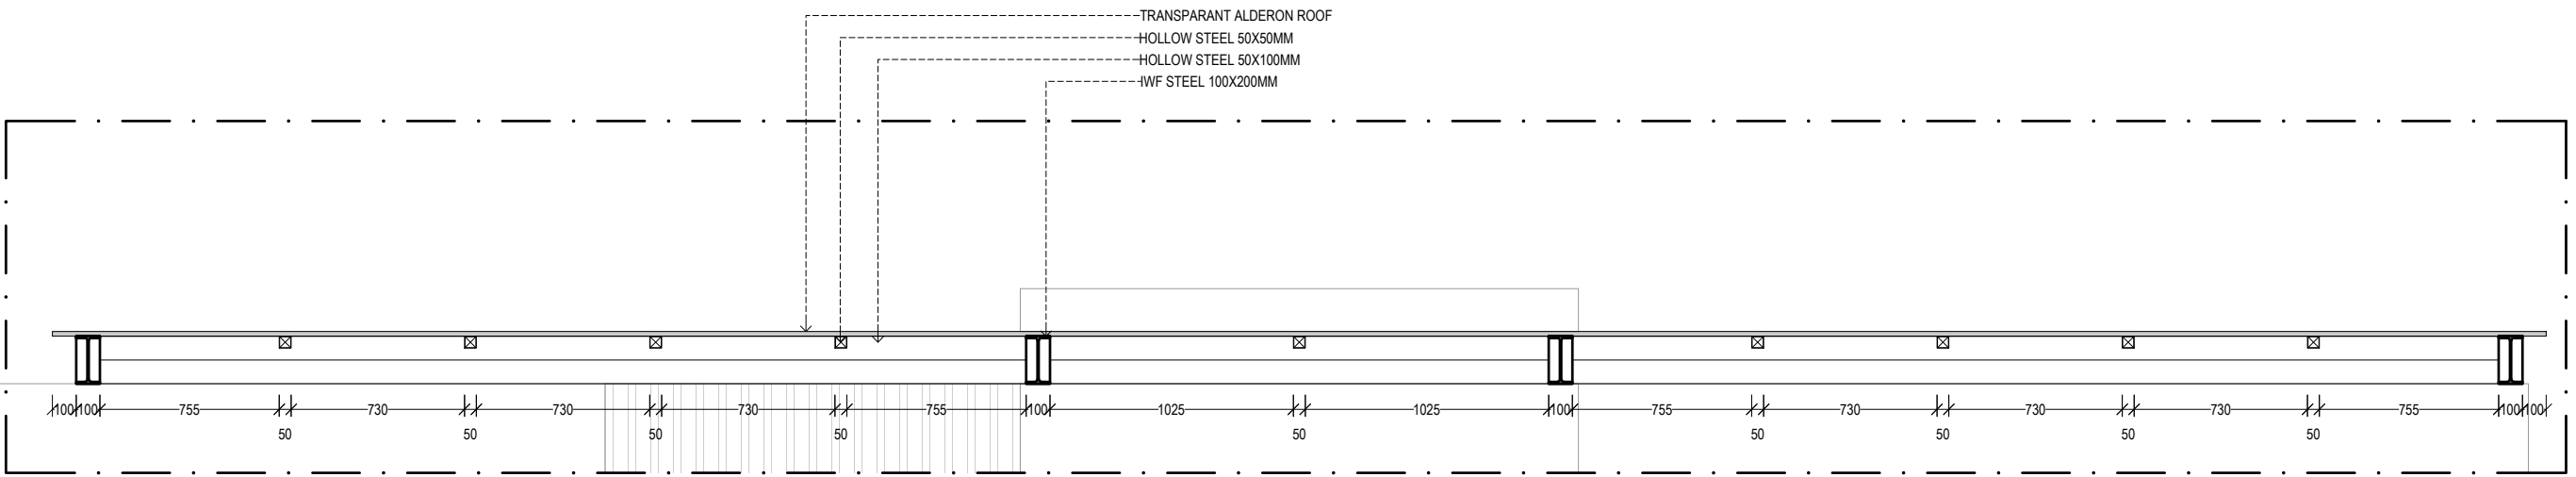 TRANSPARANT ALDERON ROOF
HOLLOW STEEL 50X50MM
HOLLOW STEEL 50X100MM
IWF STEEL 100X200MM
100 100 755 730 730 730 755 100 1025 1025 100 755 730 730 730 755 100 100
50 50 50 50 50 50 50 50 50